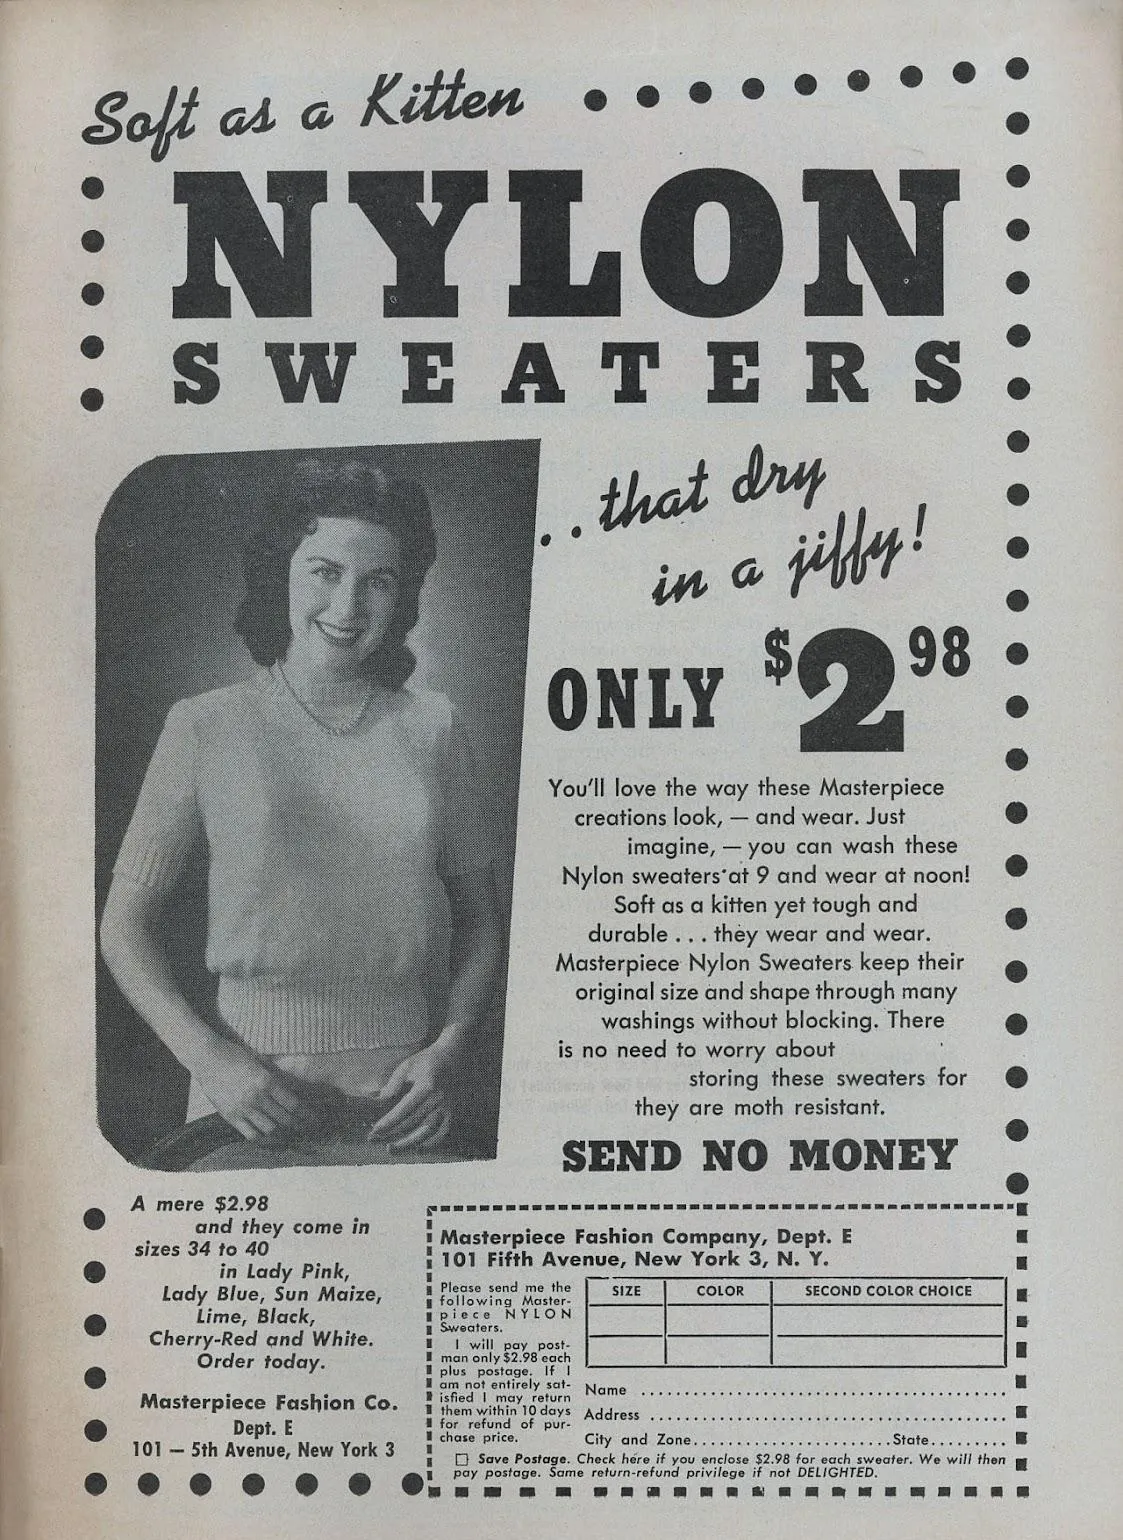 Soft as a Kitten
NYLON
SWEATERS
..that dry
in a jiffy!
ONLY $2.98
You'll love the way these Masterpiece
creations look, — and wear. Just
imagine, — you can wash these
Nylon sweaters at 9 and wear at noon!
Soft as a kitten yet tough and
durable . . . they wear and wear.
Masterpiece Nylon Sweaters keep their
original size and shape through many
washings without blocking. There
is no need to worry about
storing these sweaters for
they are moth resistant.
SEND NO MONEY
A mere $2.98
and they come in
sizes 34 to 40
in Lady Pink,
Lady Blue, Sun Maize,
Lime, Black,
Cherry-Red and White.
Order today.
Masterpiece Fashion Co.
Dept. E
101 — 5th Avenue, New York 3
Masterpiece Fashion Company, Dept. E
101 Fifth Avenue, New York 3, N. Y.
Please send me the
following Master-
piece NYLON
Sweaters.
I will pay post-
man only $2.98 each
plus postage. If I
am not entirely sat-
isfied I may return
them within 10 days
for refund of pur-
chase price.
SIZE COLOR SECOND COLOR CHOICE
Name
Address
City and Zone State
☐ Save Postage. Check here if you enclose $2.98 for each sweater. We will then
pay postage. Same return-refund privilege if not DELIGHTED.